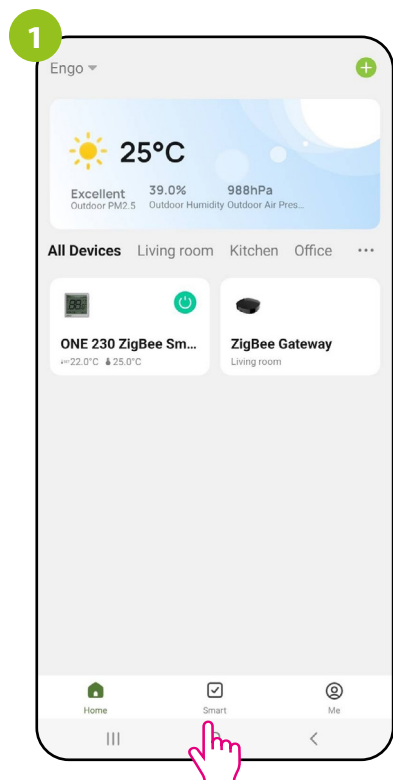 1
Engo
25°C
Excellent 39.0% 988hPa
Outdoor PM2.5 Outdoor Humidity Outdoor Air Pres...
All Devices Living room Kitchen Office
ONE 230 ZigBee Sm... ZigBee Gateway
22.0°C 25.0°C Living room
Home Smart Me